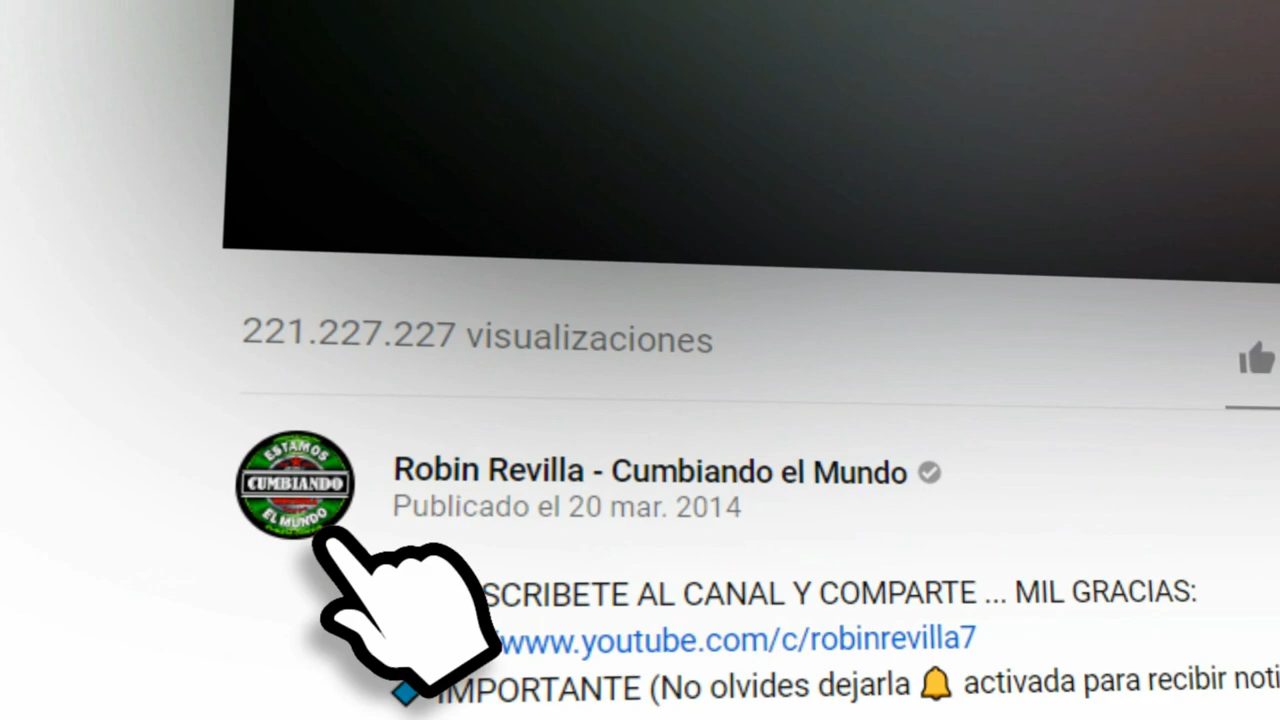 221.227.227 visualizaciones
ESTAMOS
CUMBIANDO
EL MUNDO
Robin Revilla - Cumbiando el Mundo
Publicado el 20 mar. 2014
SCRIBETE AL CANAL Y COMPARTE ... MIL GRACIAS:
/www.youtube.com/c/robinrevilla7
IMPORTANTE (No olvides dejarla 🔔 activada para recibir noti